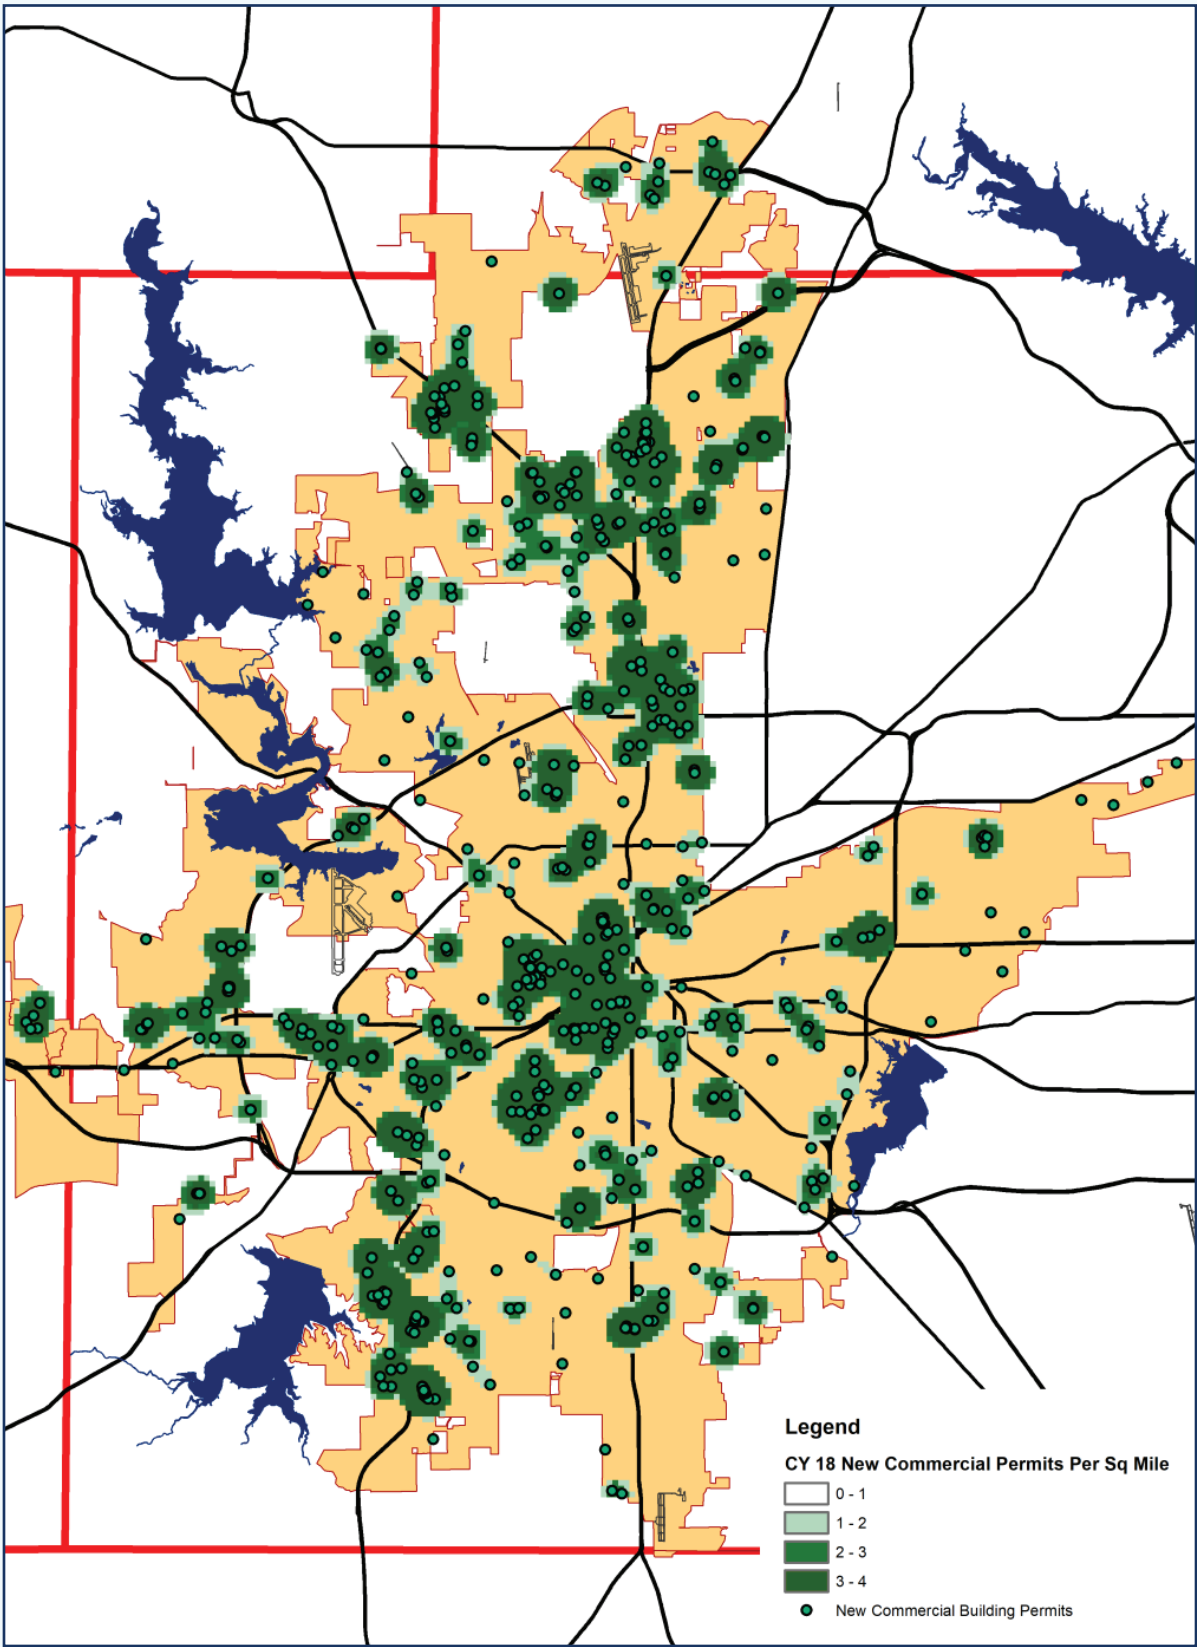 Legend
CY 18 New Commercial Permits Per Sq Mile
0 - 1
1 - 2
2 - 3
3 - 4
New Commercial Building Permits